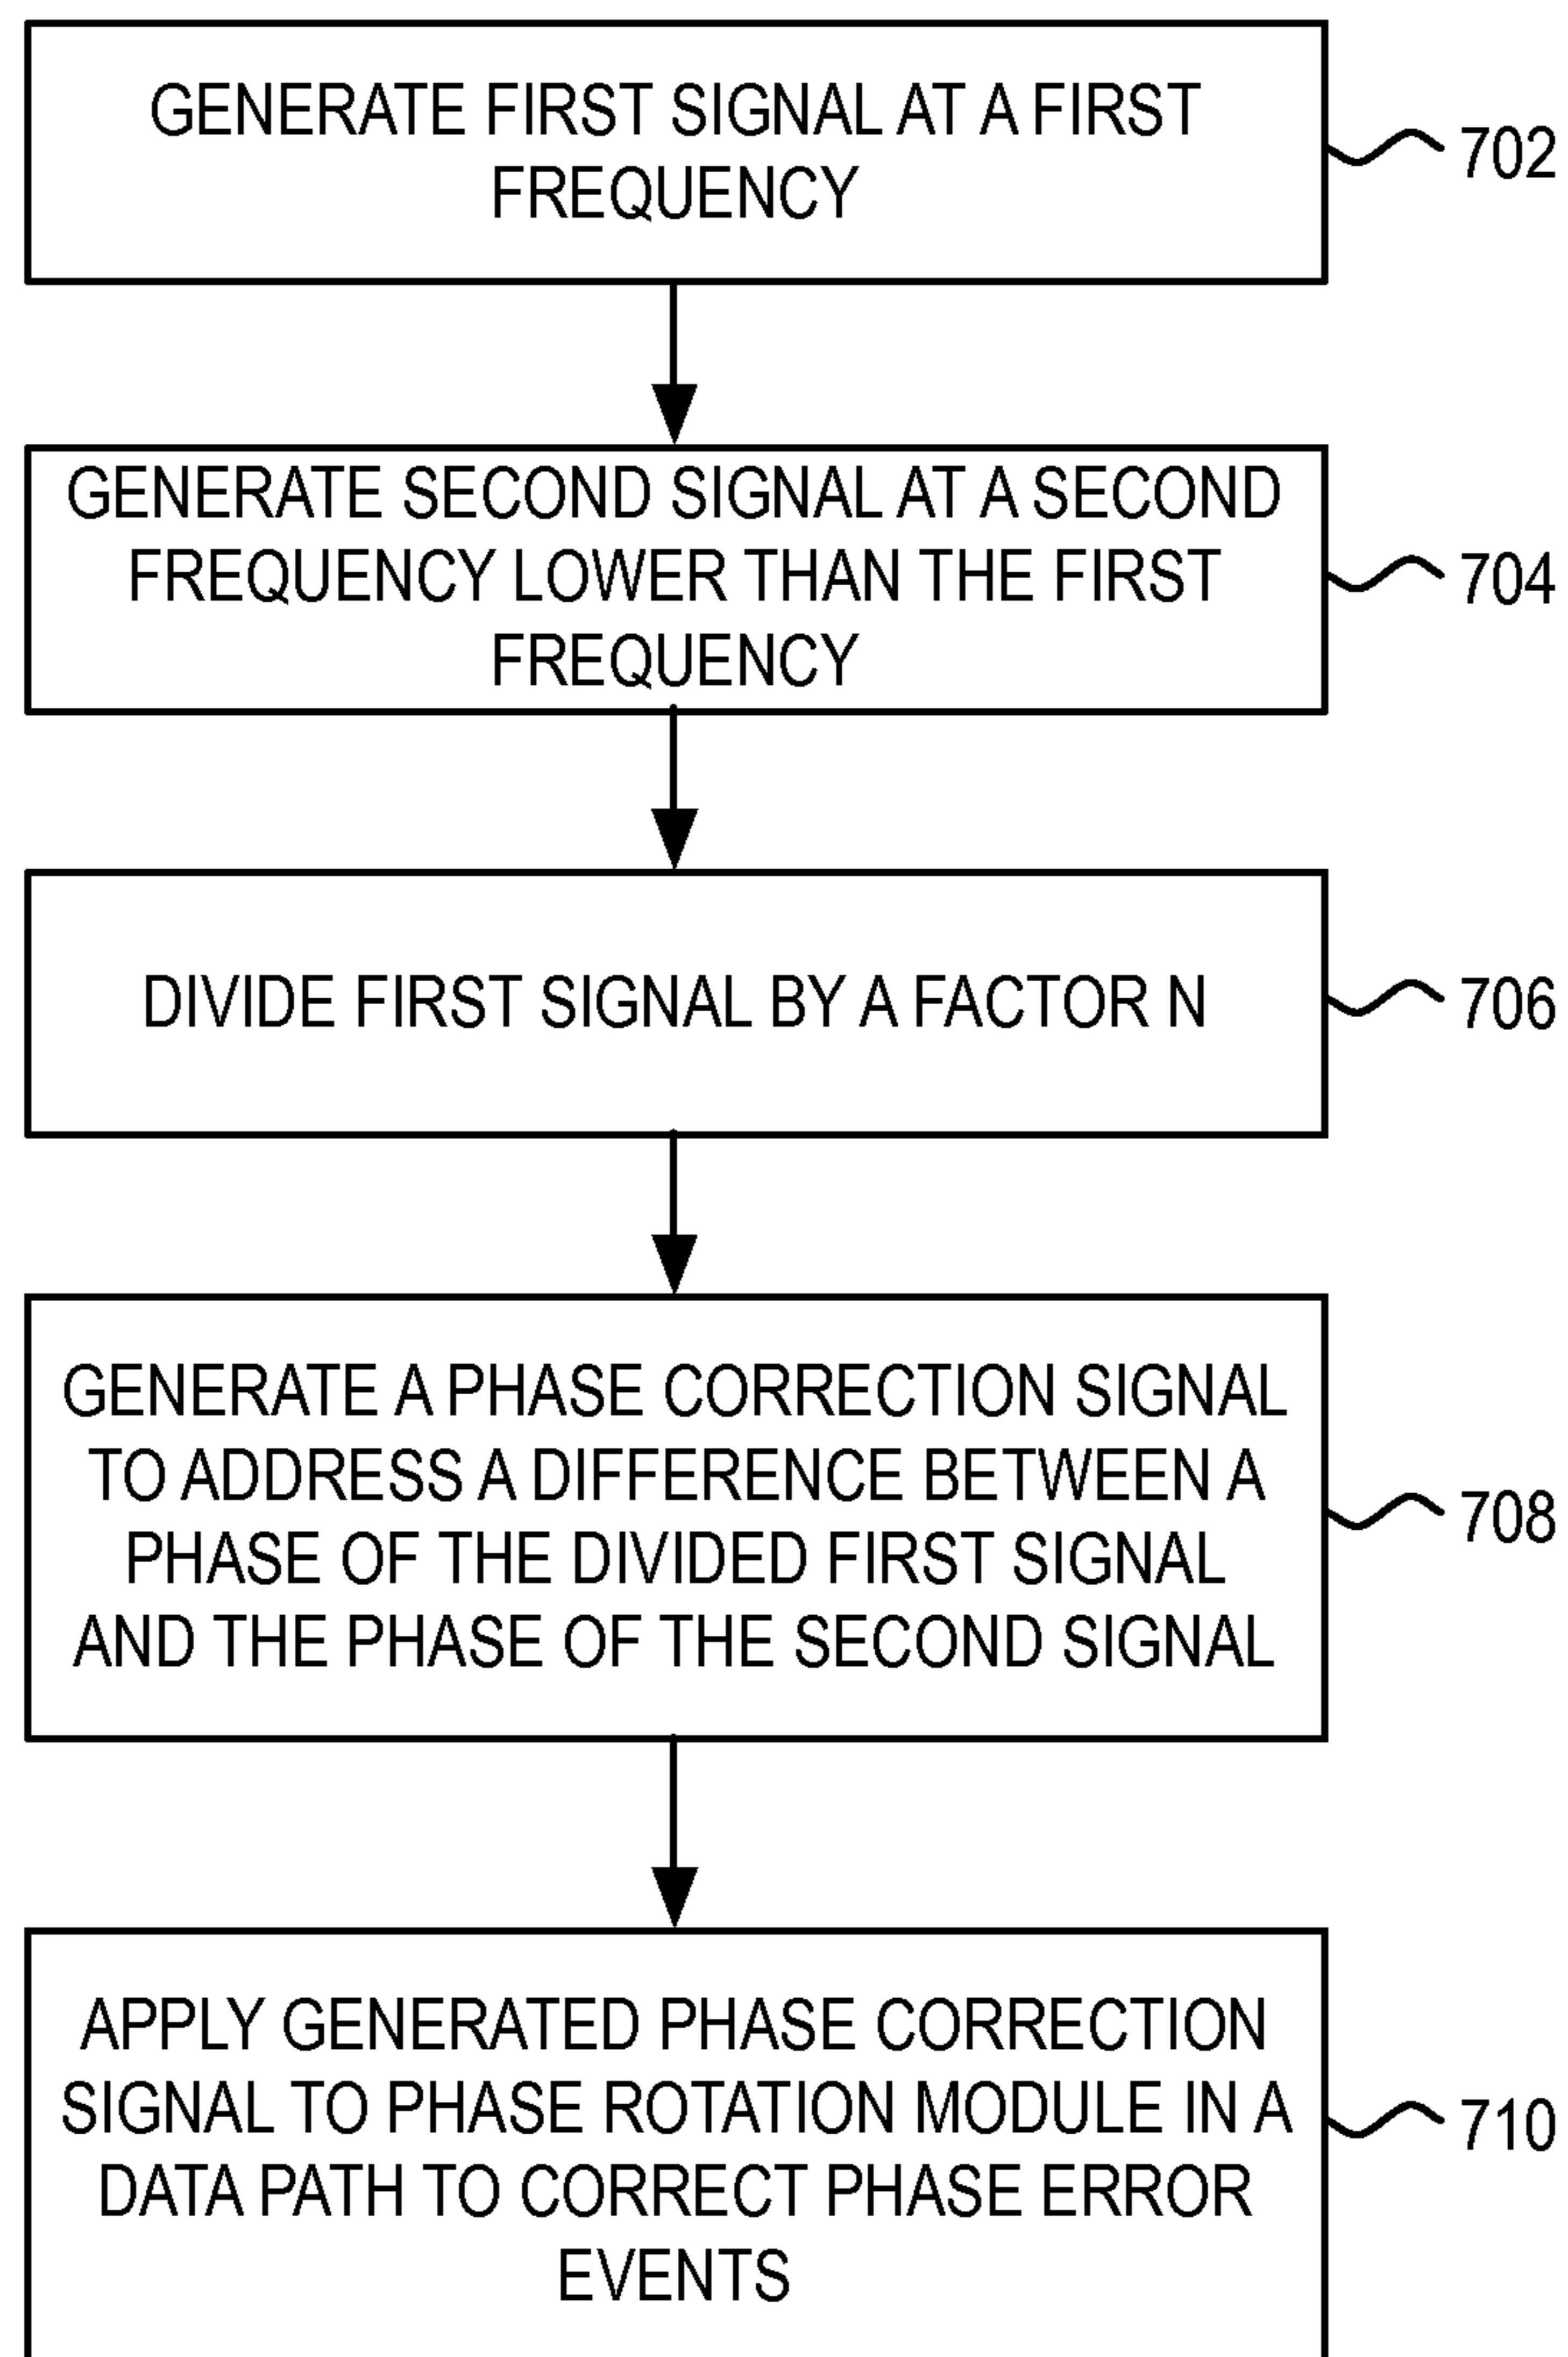 GENERATE FIRST SIGNAL AT A FIRST
FREQUENCY
702
GENERATE SECOND SIGNAL AT A SECOND
FREQUENCY LOWER THAN THE FIRST
FREQUENCY
704
DIVIDE FIRST SIGNAL BY A FACTOR N
706
GENERATE A PHASE CORRECTION SIGNAL
TO ADDRESS A DIFFERENCE BETWEEN A
PHASE OF THE DIVIDED FIRST SIGNAL
AND THE PHASE OF THE SECOND SIGNAL
708
APPLY GENERATED PHASE CORRECTION
SIGNAL TO PHASE ROTATION MODULE IN A
DATA PATH TO CORRECT PHASE ERROR
EVENTS
710